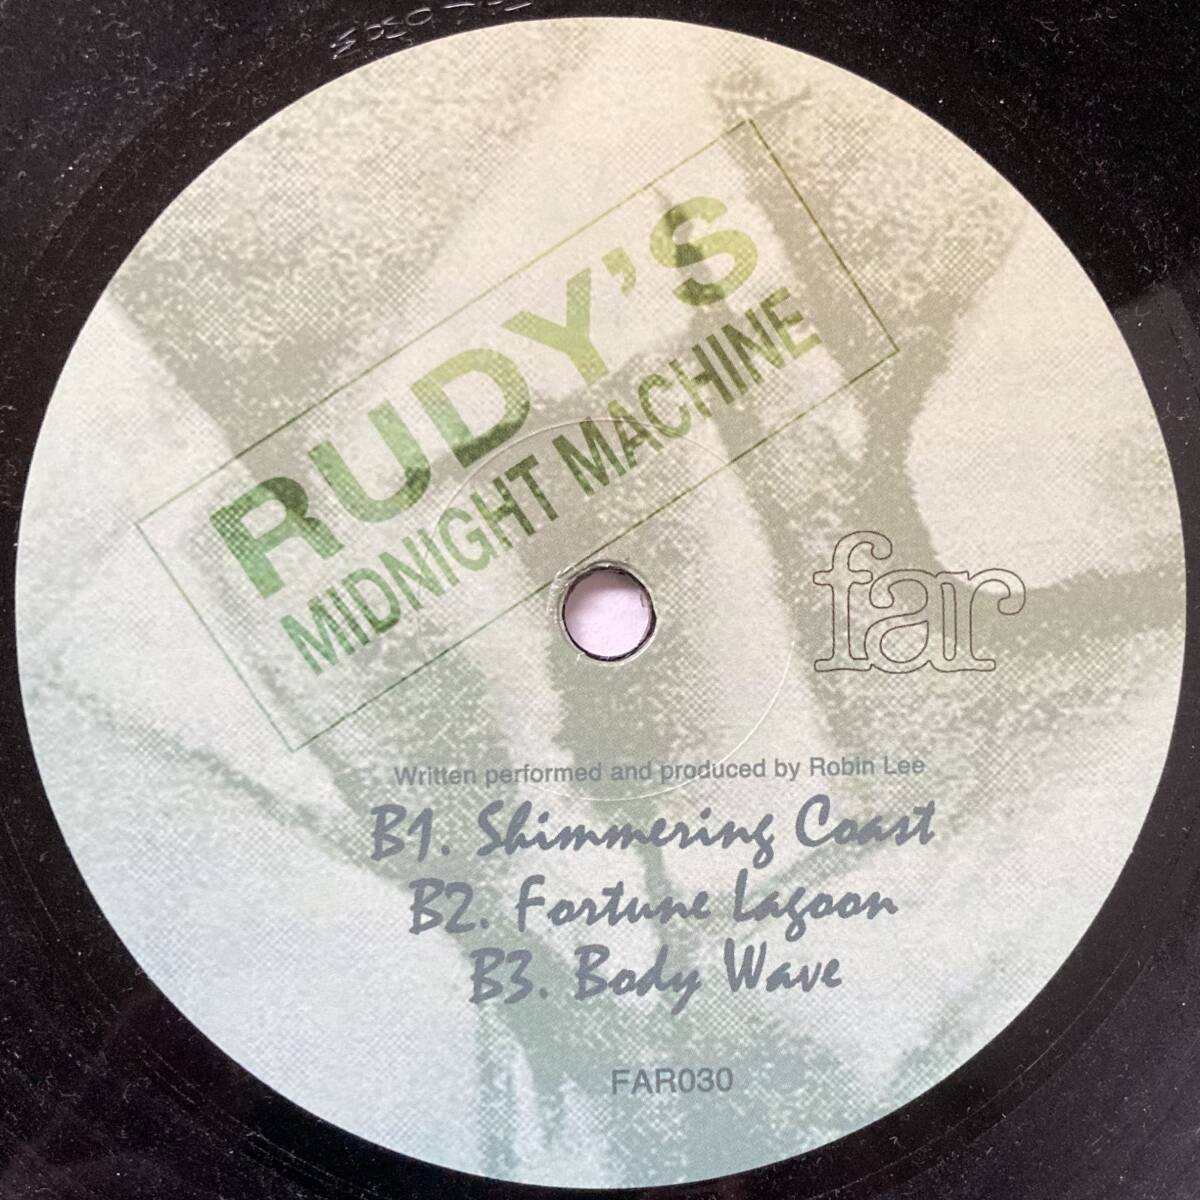 RUDY'S
MIDNIGHT MACHINE
far
Written performed and produced by Robin Lee
B1. Shimmering Coast
B2. Fortune Lagoon
B3. Body Wave
FAR030